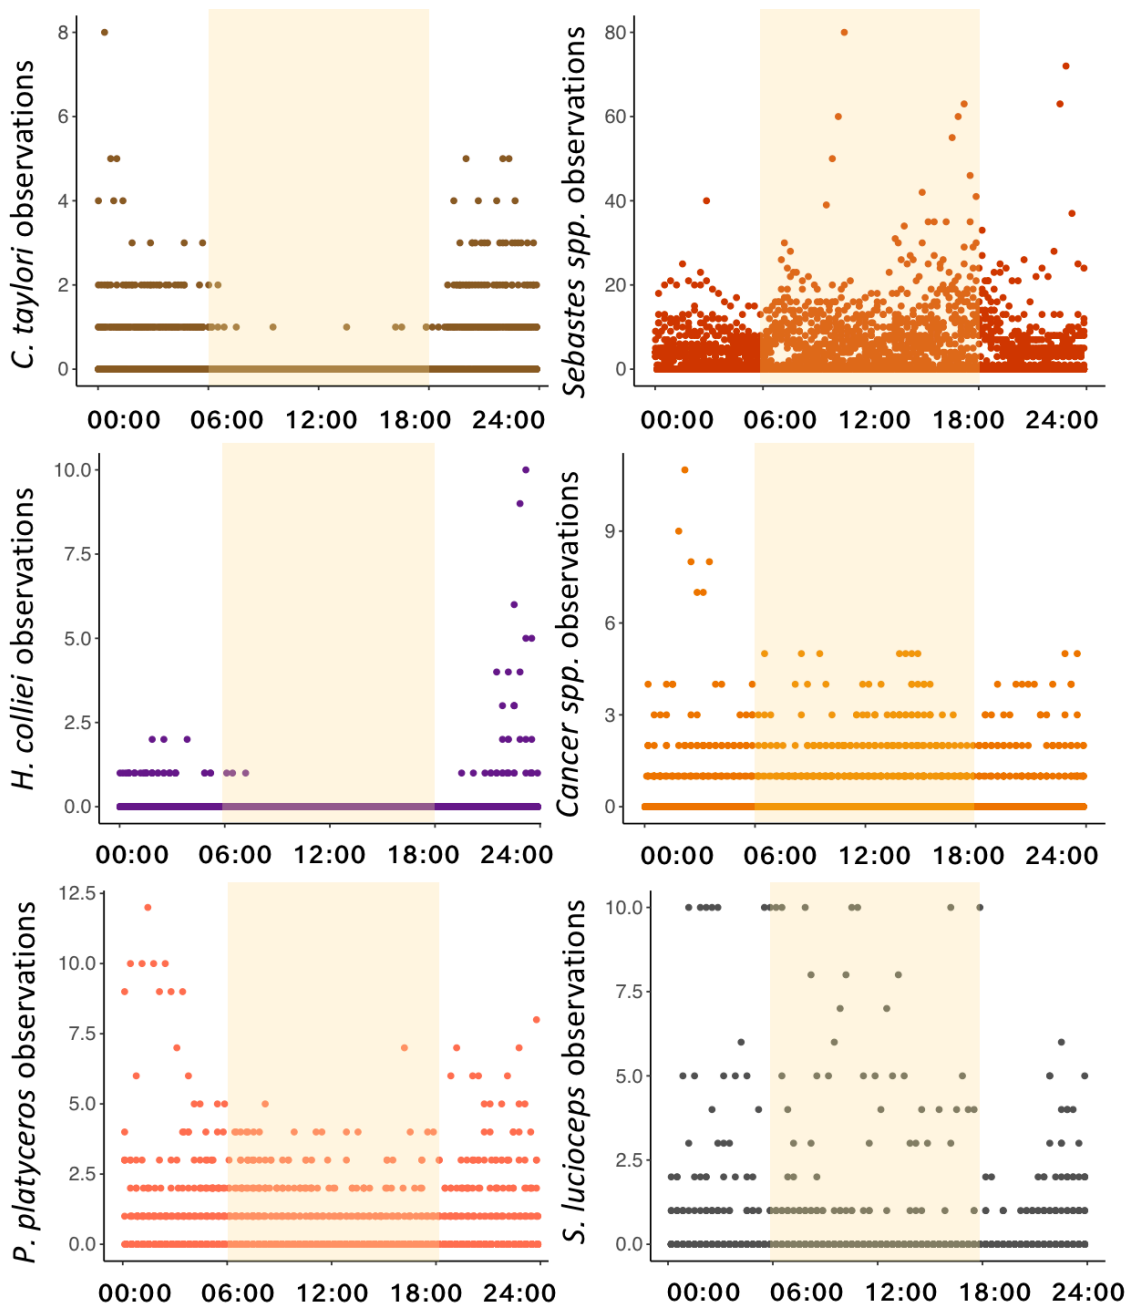 C. taylori observations
8
6
4
2
0
00:00 06:00 12:00 18:00 24:00
Sebastes spp. observations
80
60
40
20
0
00:00 06:00 12:00 18:00 24:00
H. colliei observations
10.0
7.5
5.0
2.5
0.0
00:00 06:00 12:00 18:00 24:00
Cancer spp. observations
9
6
3
0
00:00 06:00 12:00 18:00 24:00
P. platyceros observations
12.5
10.0
7.5
5.0
2.5
0.0
00:00 06:00 12:00 18:00 24:00
S. lucioceps observations
10.0
7.5
5.0
2.5
0.0
00:00 06:00 12:00 18:00 24:00